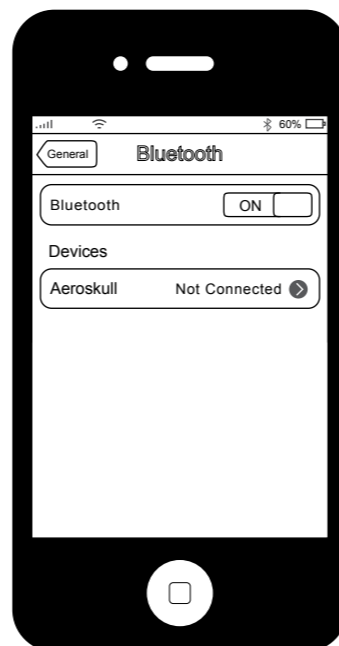 60%
General Bluetooth
Bluetooth ON
Devices
Aeroskull Not Connected